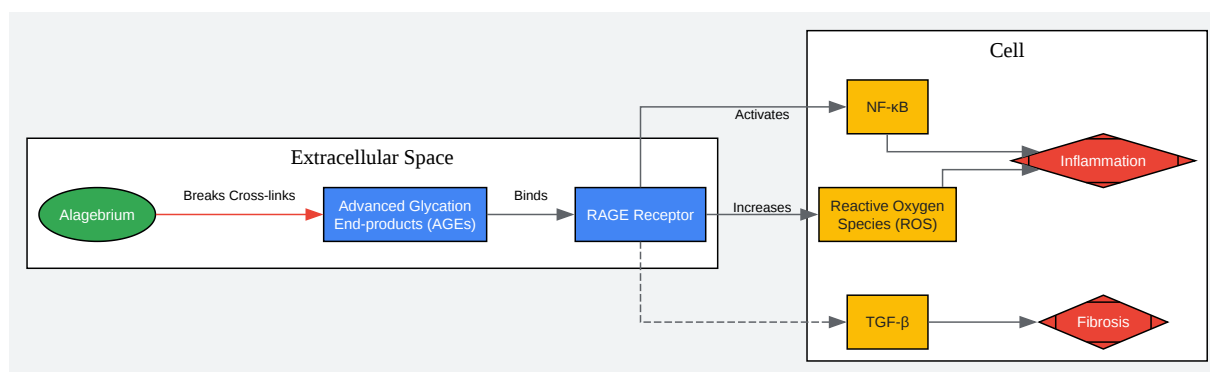 Cell
NF-κB
Activates
Inflammation
Extracellular Space
Alagebrium
Breaks Cross-links
Advanced Glycation
End-products (AGEs)
Binds
RAGE Receptor
Increases
Reactive Oxygen
Species (ROS)
TGF-β
Fibrosis